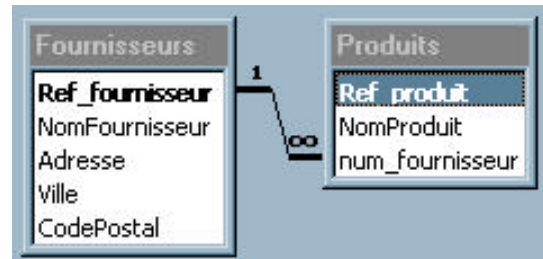 Fournisseurs
Ref_fournisseur
NomFournisseur
Adresse
Ville
CodePostal
1
∞
Produits
Ref_produit
NomProduit
num_fournisseur